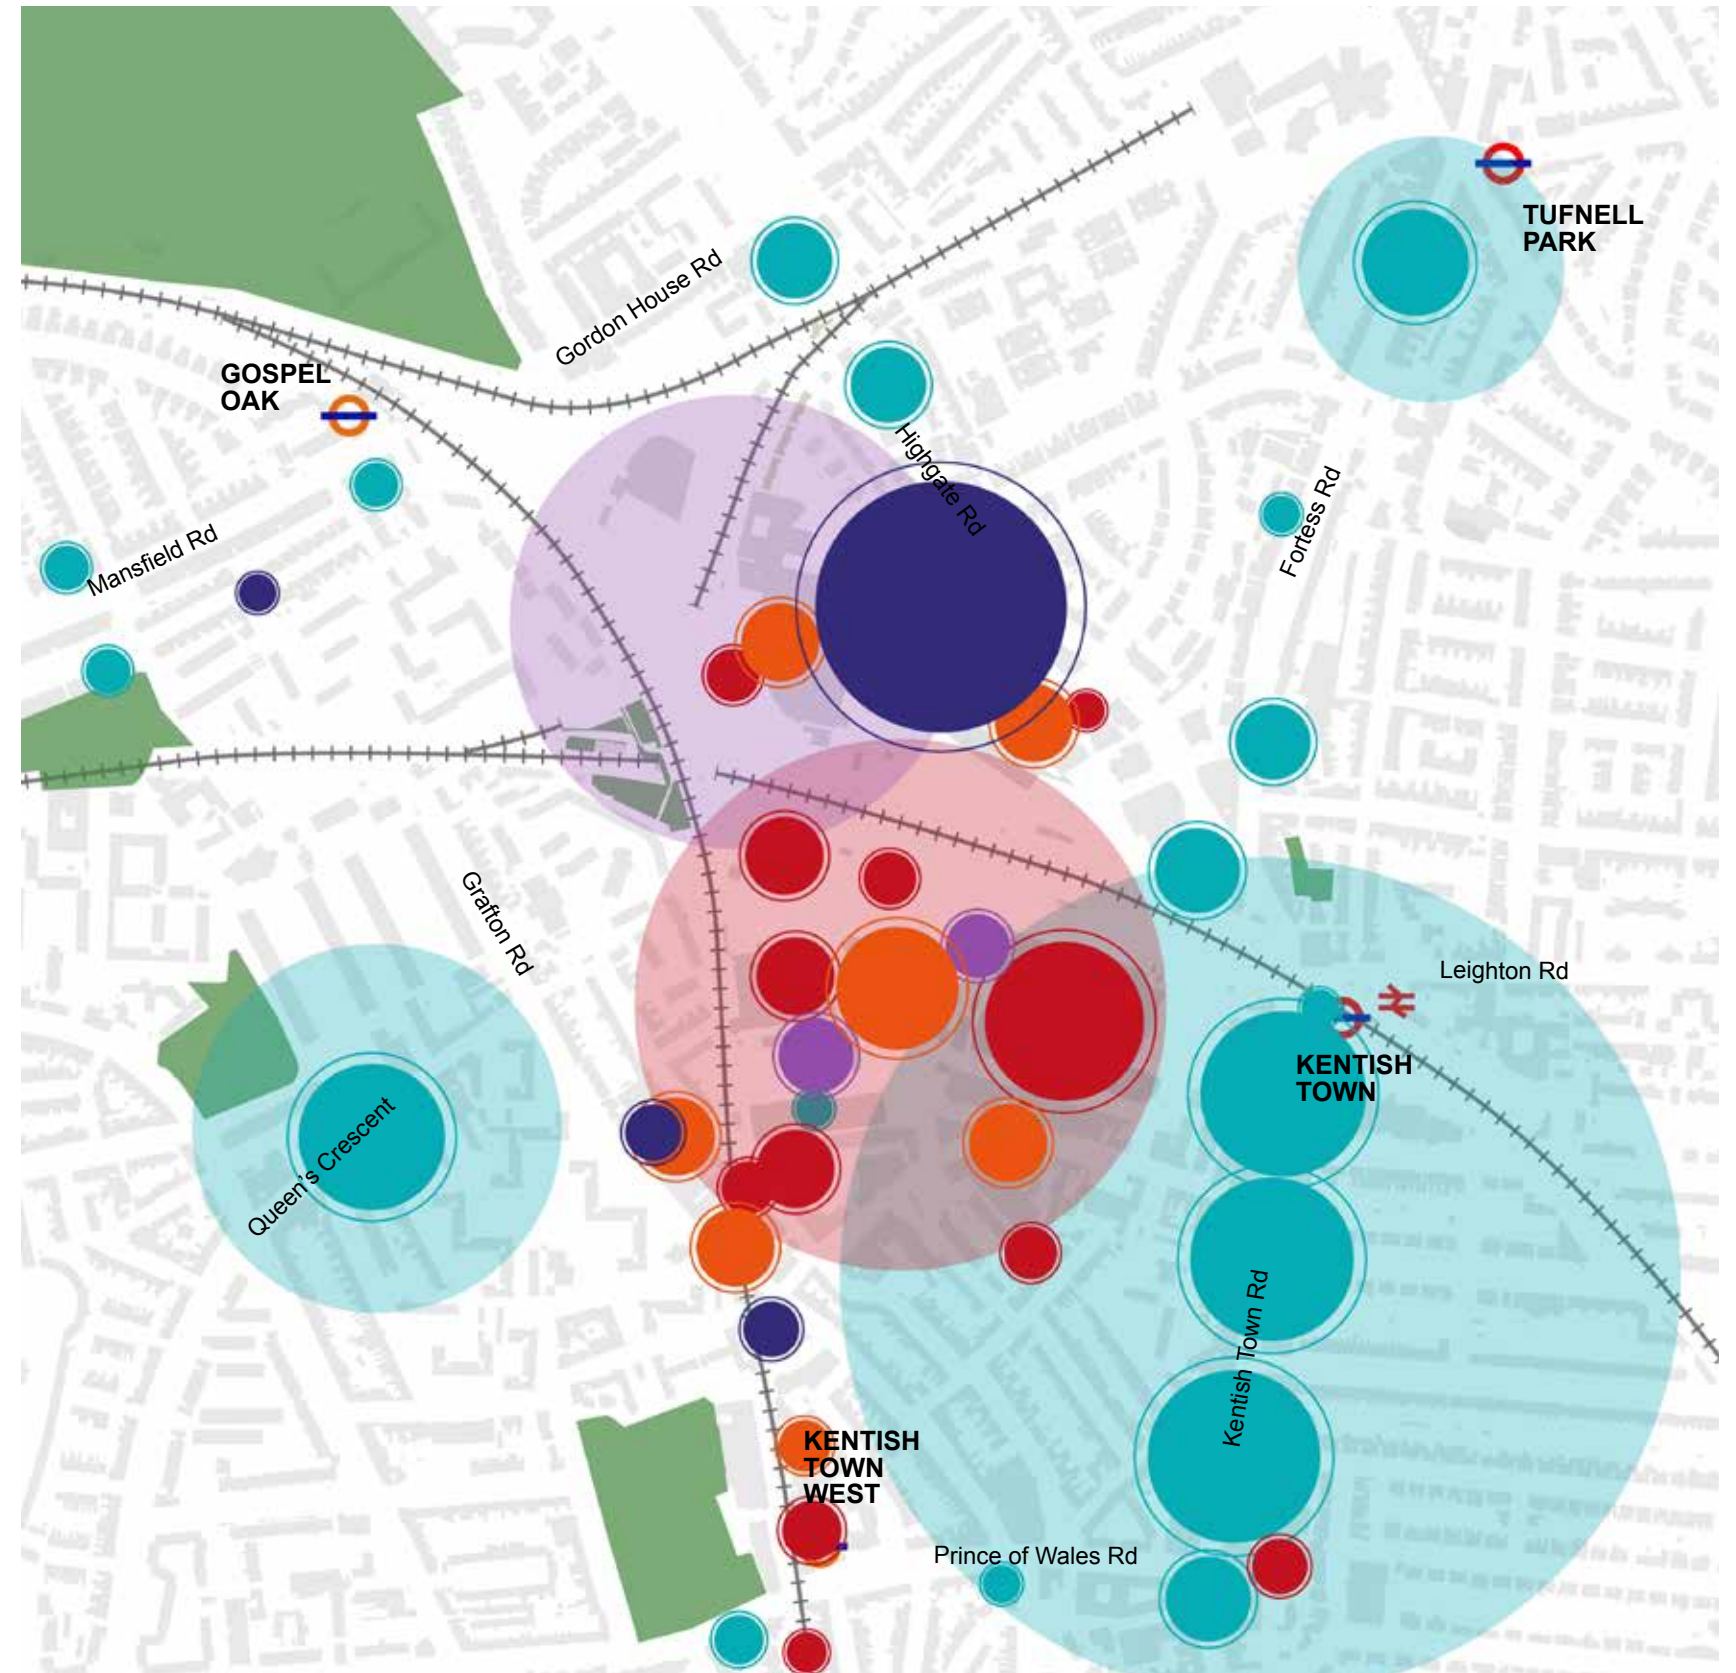 TUFNELL
PARK
Gordon House Rd
GOSPEL
OAK
Highgate Rd
Fortess Rd
Mansfield Rd
Grafton Rd
Leighton Rd
KENTISH
TOWN
Queen's Crescent
Kentish Town Rd
KENTISH
TOWN
WEST
Prince of Wales Rd